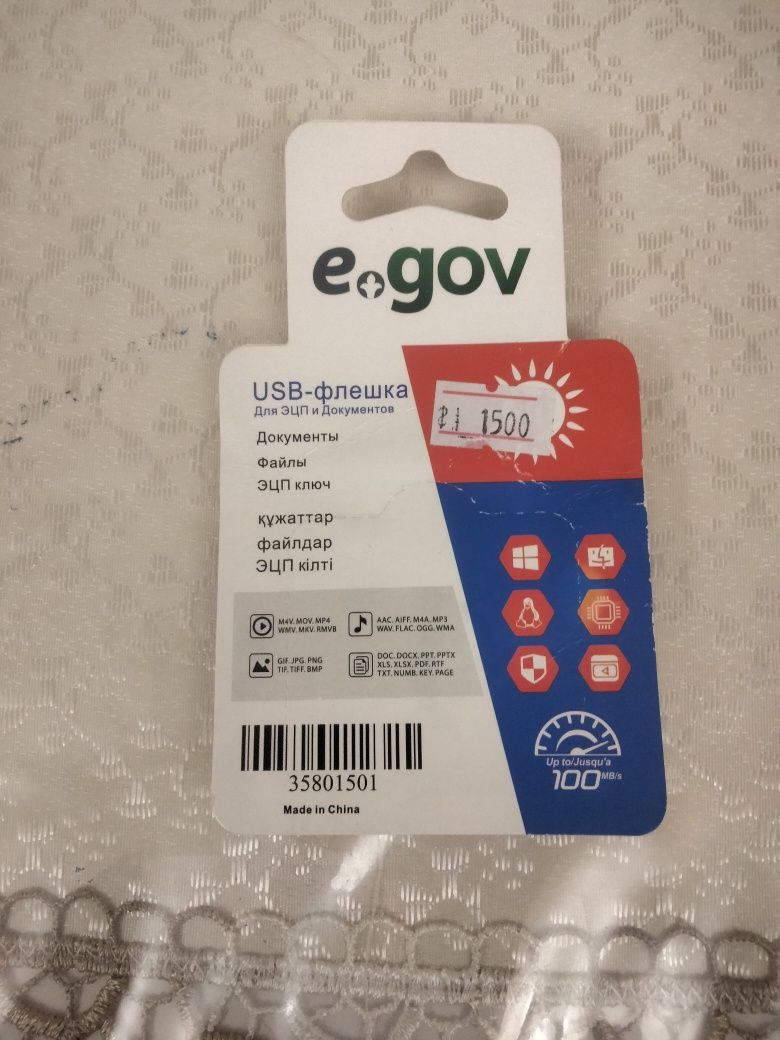 e.gov
USB-флешка
Для ЭЦП и Документов
Документы
Файлы
ЭЦП ключ
құжаттар
файлдар
ЭЦП кілті
1500
M4V. MOV. MP4
WMV. MKV. RMVB
AAC. AIFF. M4A. MP3
WAV. FLAC. OGG. WMA
GIF. JPG. PNG
TIF. TIFF. BMP
DOC. DOCX. PPT. PPTX
XLS. XLSX. PDF. RTF
TXT. NUMB. KEY. PAGE
35801501
Made in China
Up to/Jusqu'a
100 MB/s